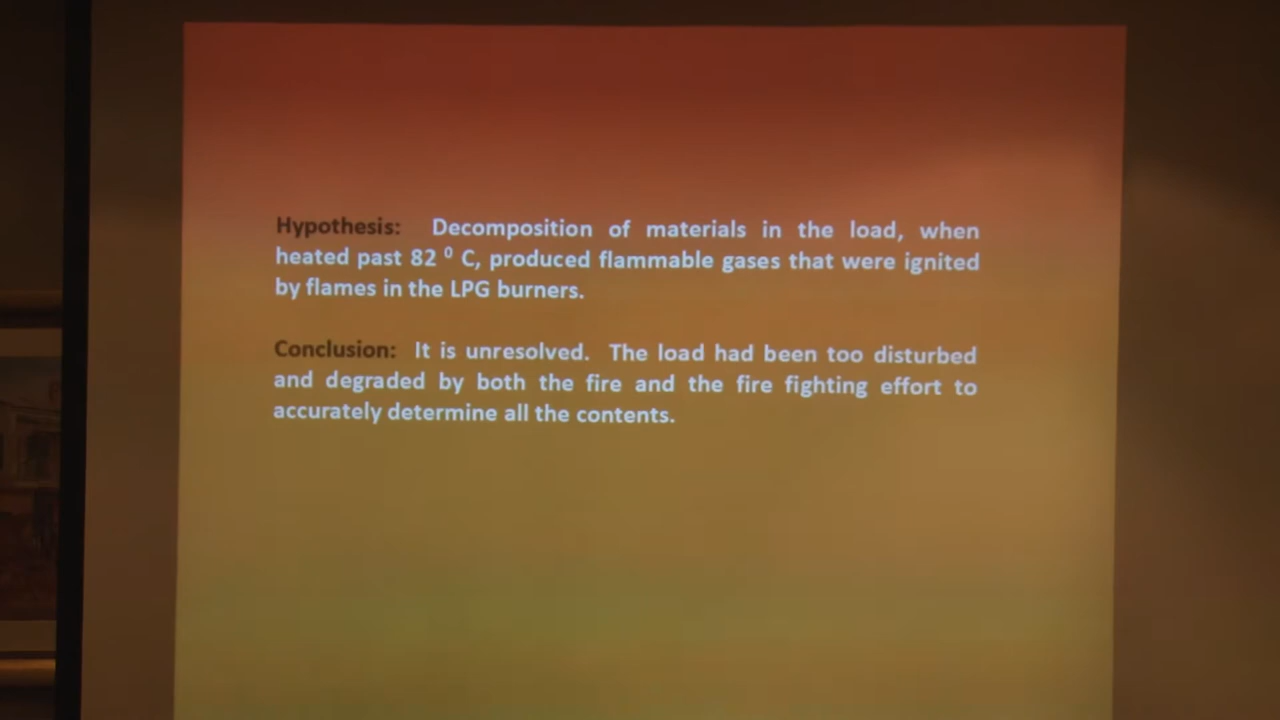 Hypothesis: Decomposition of materials in the load, when
heated past 82 ⁰ C, produced flammable gases that were ignited
by flames in the LPG burners.
Conclusion: It is unresolved. The load had been too disturbed
and degraded by both the fire and the fire fighting effort to
accurately determine all the contents.